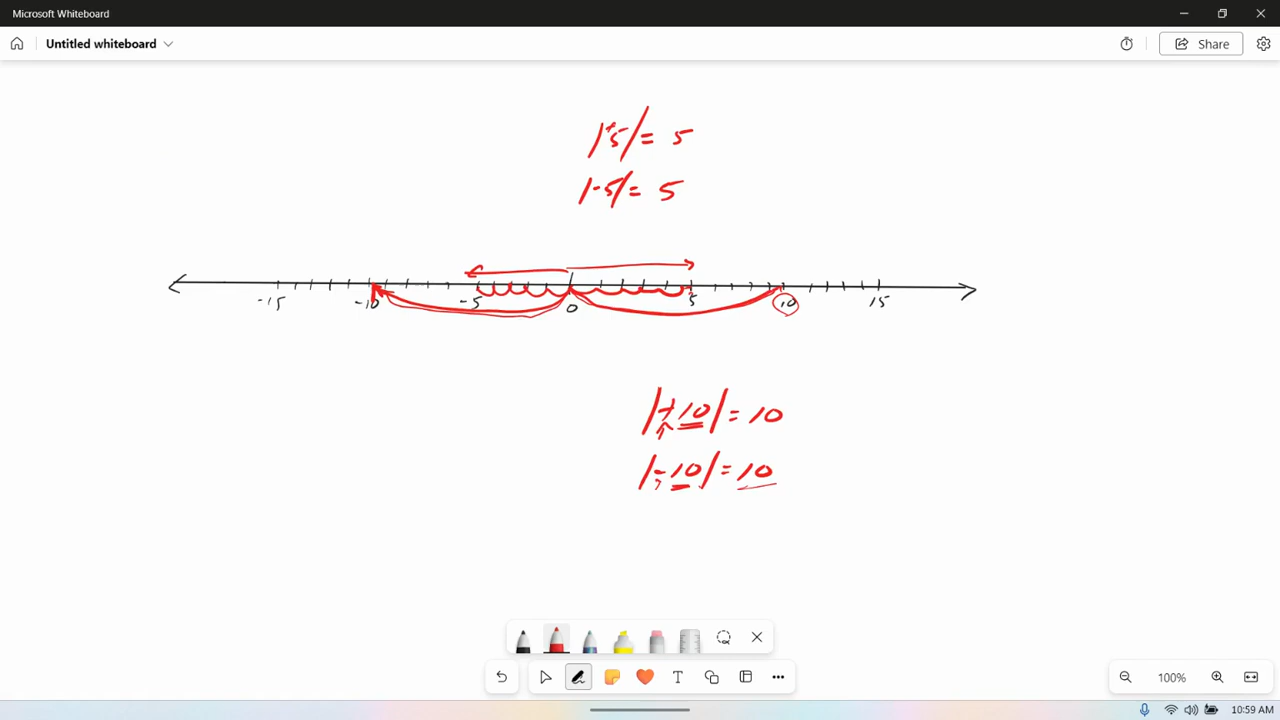 Microsoft Whiteboard
Untitled whiteboard
Share
|+5| = 5
|-5| = 5
-15 -10 -5 0 5 10 15
|+10| = 10
|-10| = 10
100%
10:59 AM